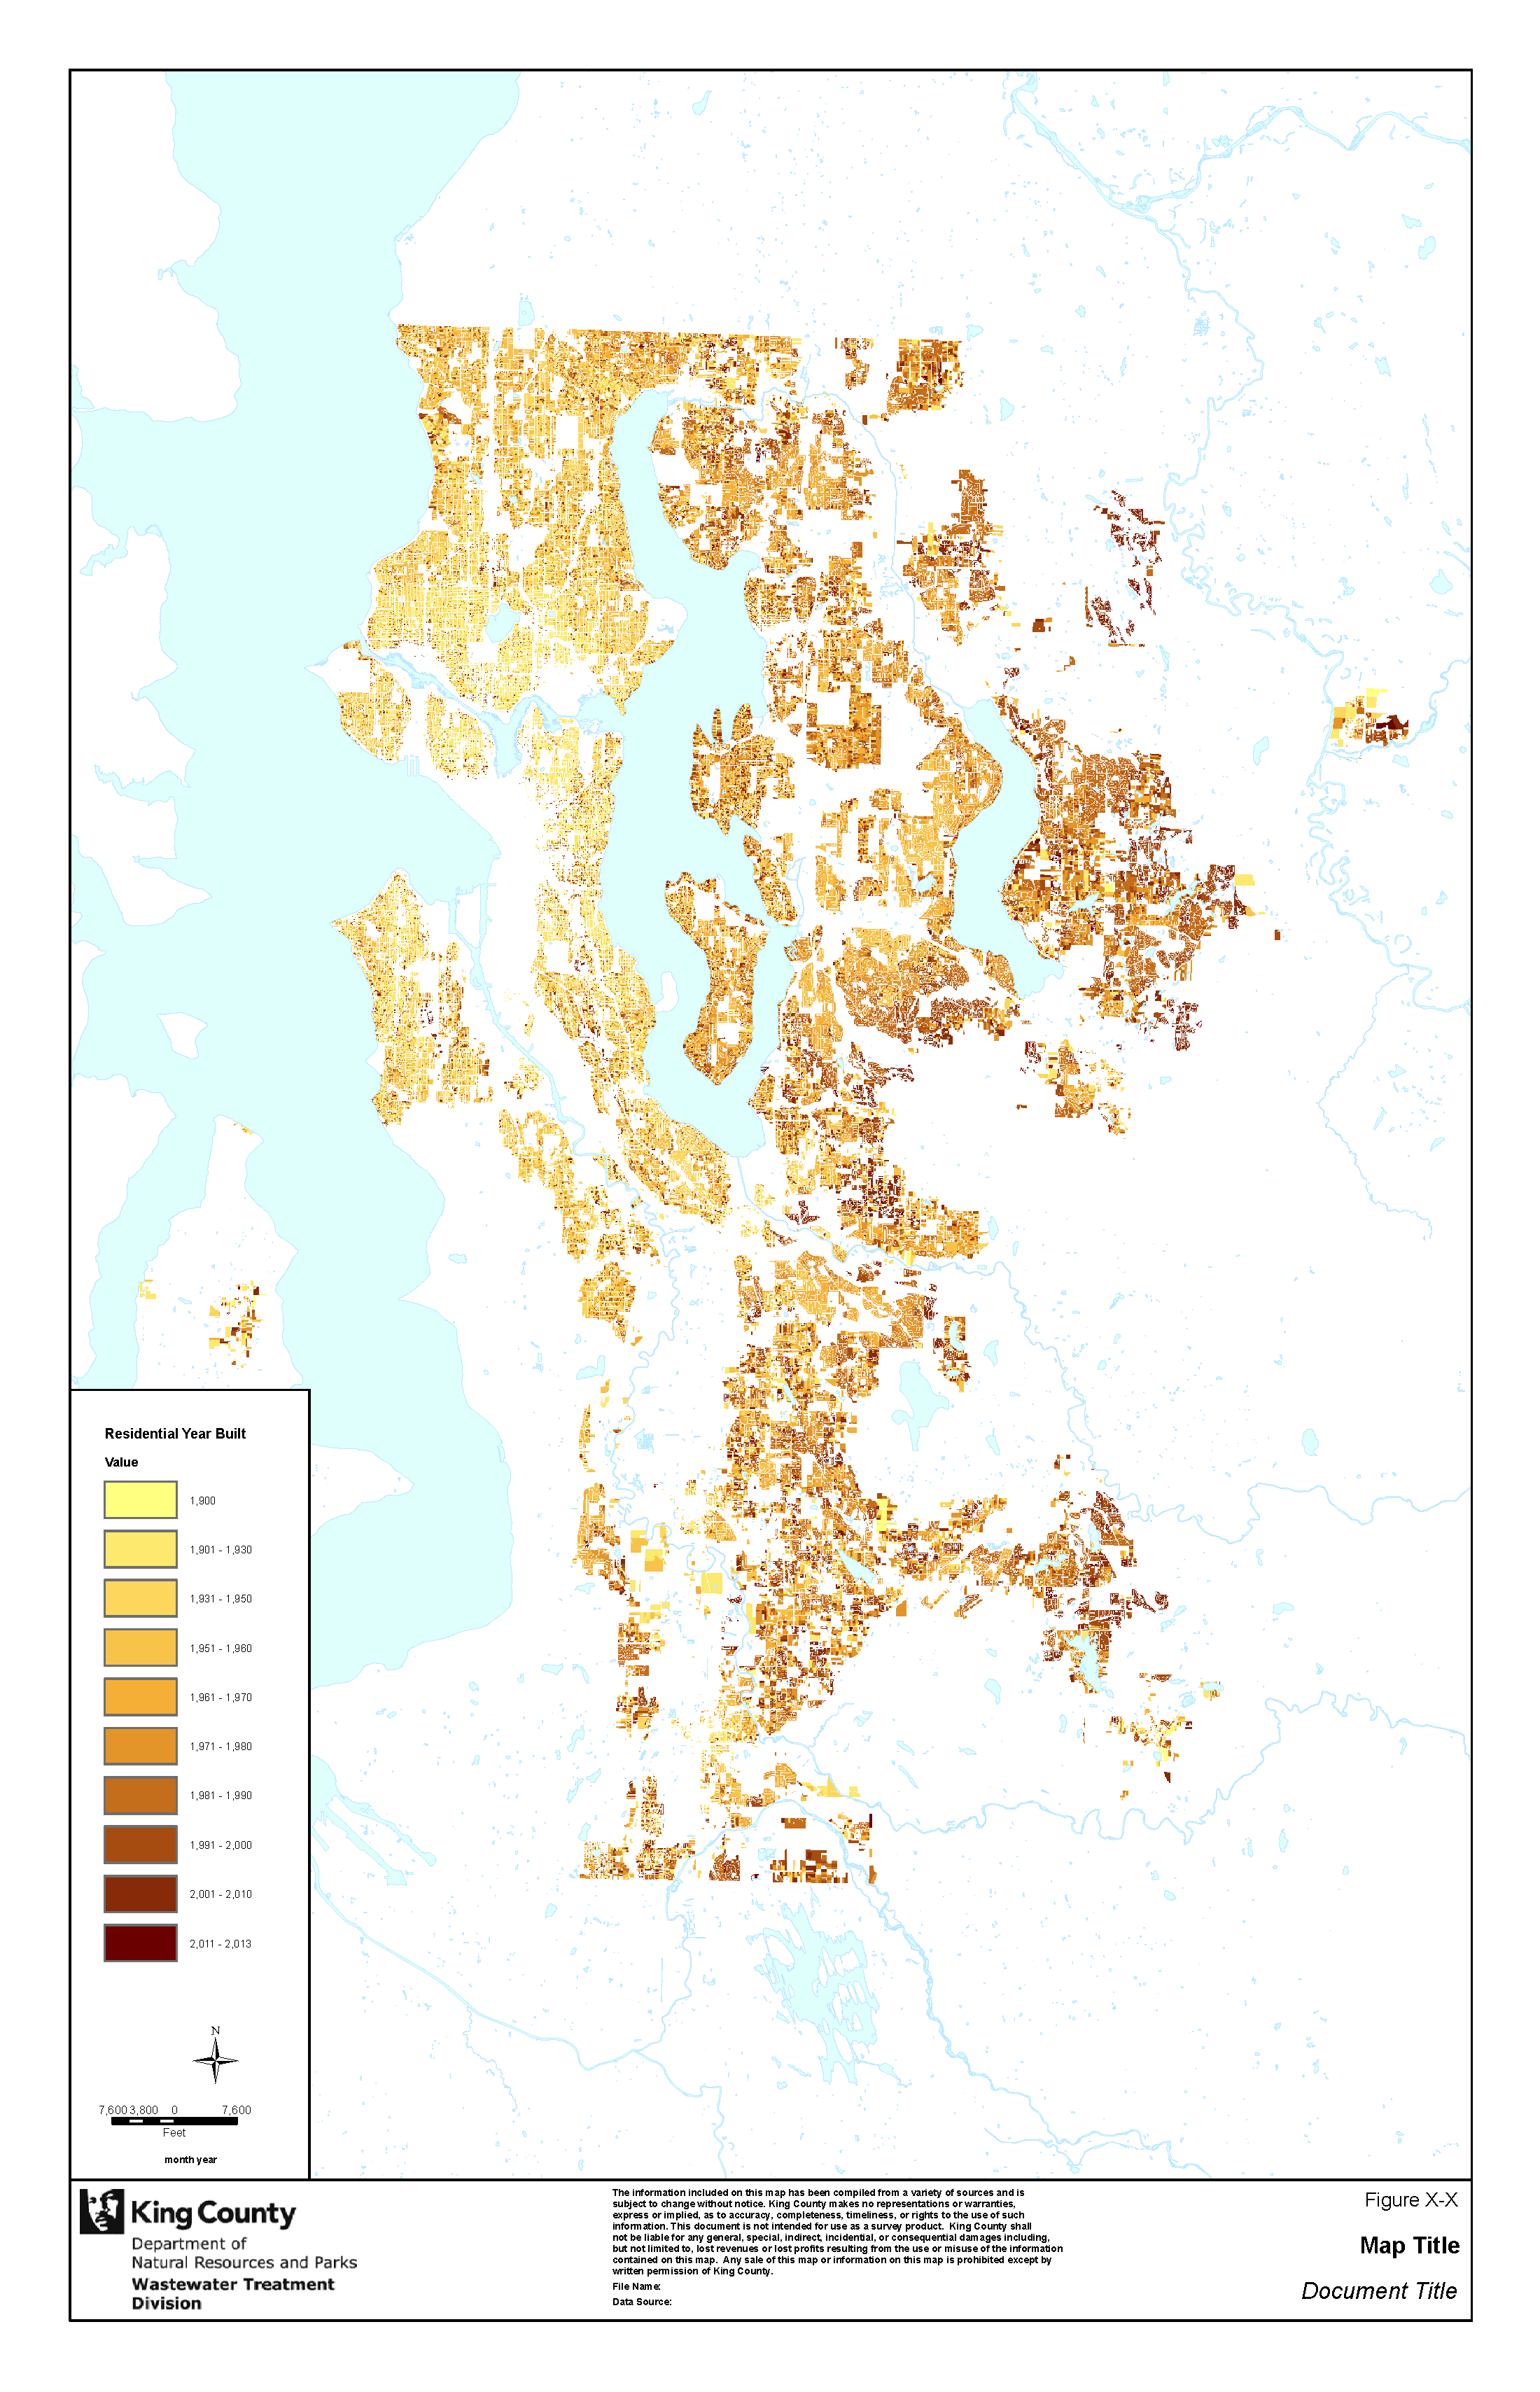 Residential Year Built
Value
1,900
1,901 - 1,930
1,931 - 1,950
1,951 - 1,960
1,961 - 1,970
1,971 - 1,980
1,981 - 1,990
1,991 - 2,000
2,001 - 2,010
2,011 - 2,013
N
7,600 3,800 0 7,600
Feet
month year
King County
Department of
Natural Resources and Parks
Wastewater Treatment
Division
The information included on this map has been compiled from a variety of sources and is
subject to change without notice. King County makes no representations or warranties,
express or implied, as to accuracy, completeness, timeliness, or rights to the use of such
information. This document is not intended for use as a survey product. King County shall
not be liable for any general, special, indirect, incidental, or consequential damages including,
but not limited to, lost revenues or lost profits resulting from the use or misuse of the information
contained on this map. Any sale of this map or information on this map is prohibited except by
written permission of King County.
File Name:
Data Source:
Figure X-X
Map Title
Document Title